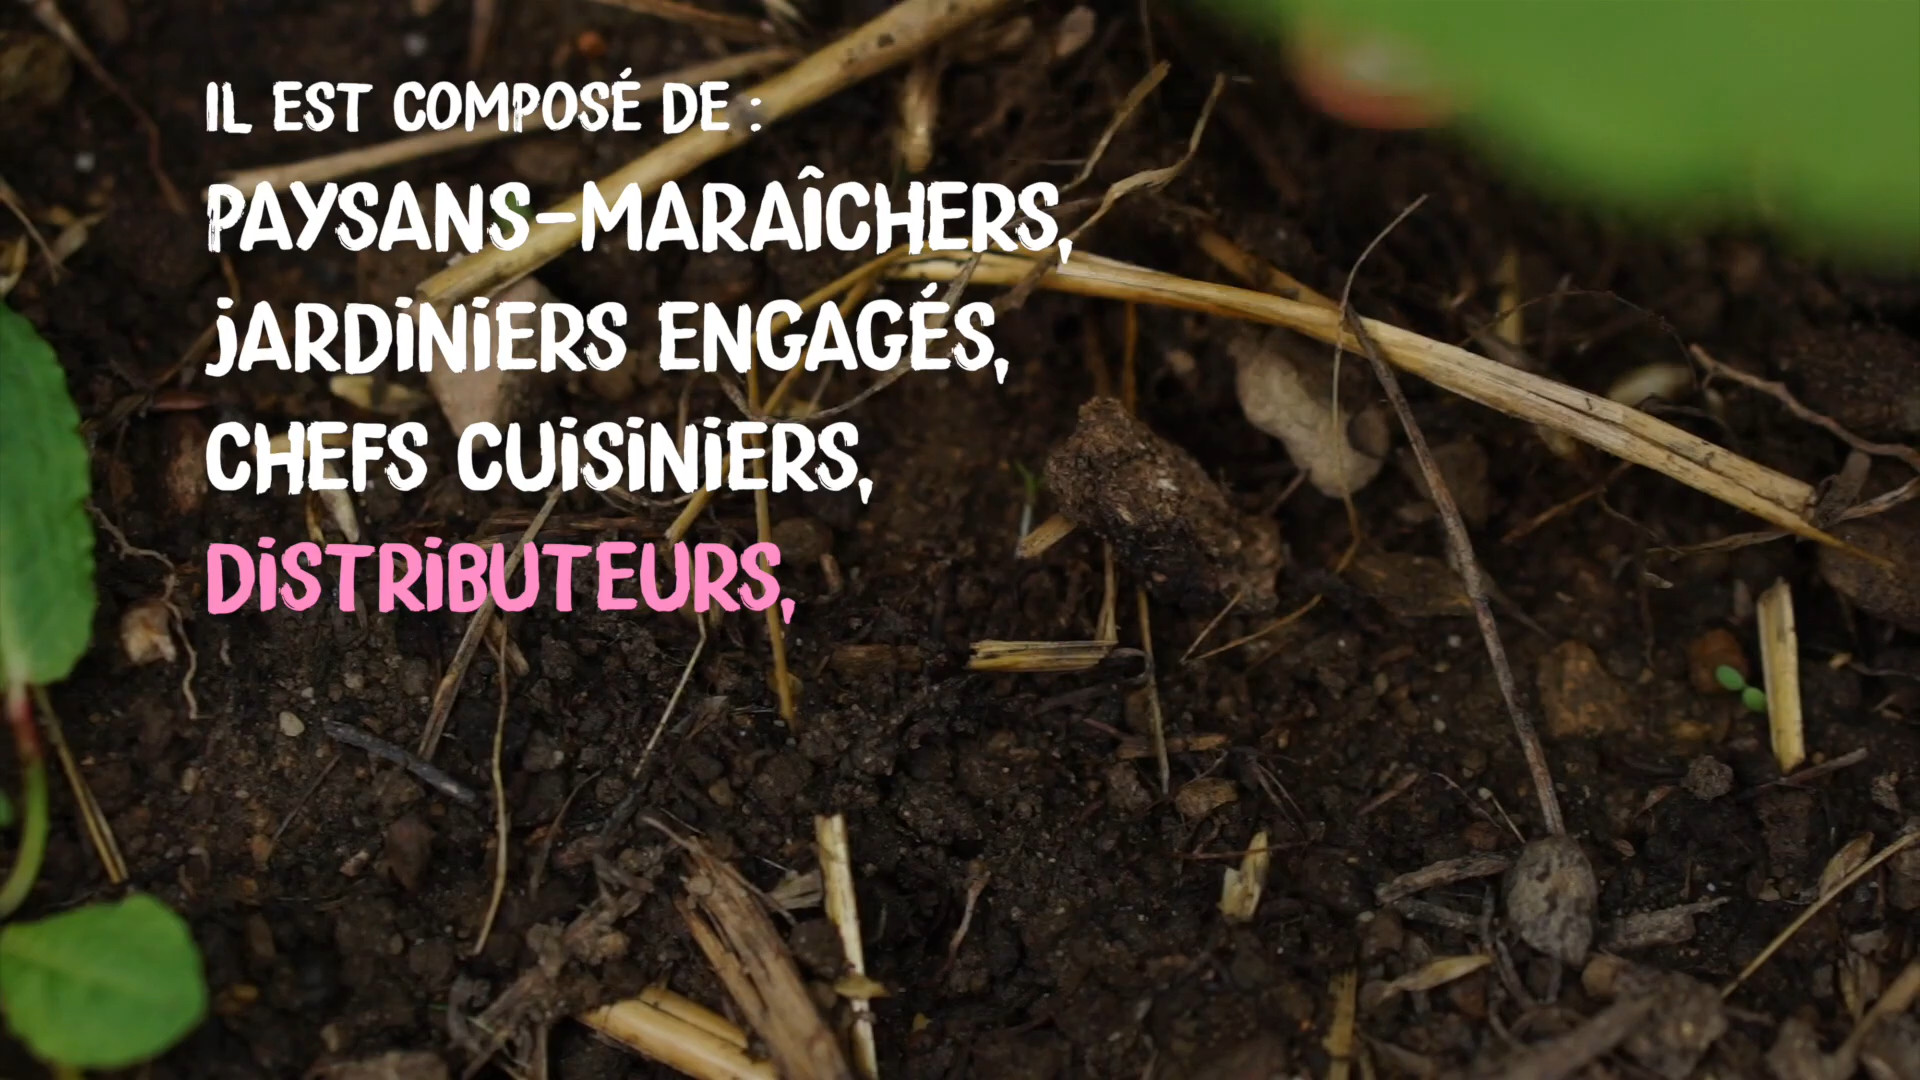 IL EST COMPOSÉ DE :
PAYSANS-MARAÎCHERS,
JARDINIERS ENGAGÉS,
CHEFS CUISINIERS,
DISTRIBUTEURS,